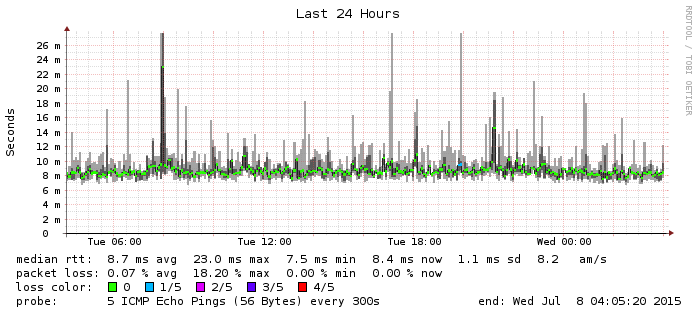 Last 24 Hours
RRDTOOL / TOBI OETIKER
Seconds
26 m
24 m
22 m
20 m
18 m
16 m
14 m
12 m
10 m
8 m
6 m
4 m
2 m
0
Tue 06:00 Tue 12:00 Tue 18:00 Wed 00:00
median rtt: 8.7 ms avg 23.0 ms max 7.5 ms min 8.4 ms now 1.1 ms sd 8.2 am/s
packet loss: 0.07 % avg 18.20 % max 0.00 % min 0.00 % now
loss color: 0 1/5 2/5 3/5 4/5
probe: 5 ICMP Echo Pings (56 Bytes) every 300s end: Wed Jul 8 04:05:20 2015